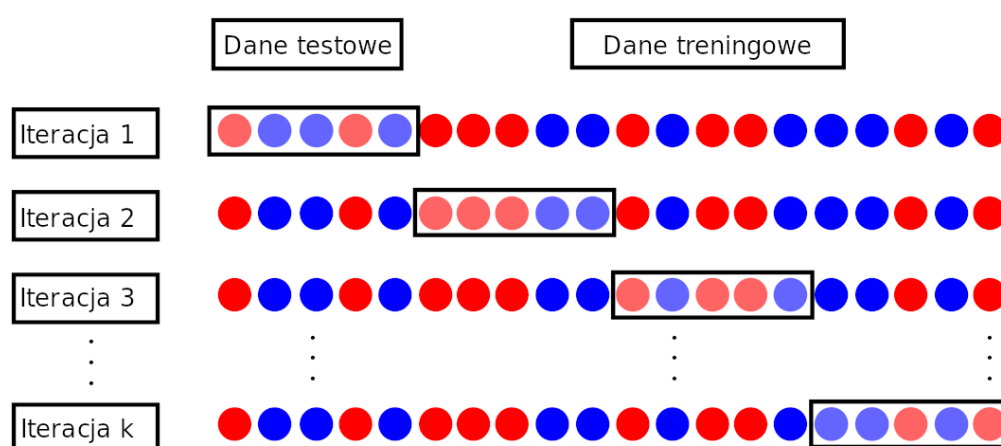 Dane testowe
Dane treningowe
Iteracja 1
Iteracja 2
Iteracja 3
Iteracja k